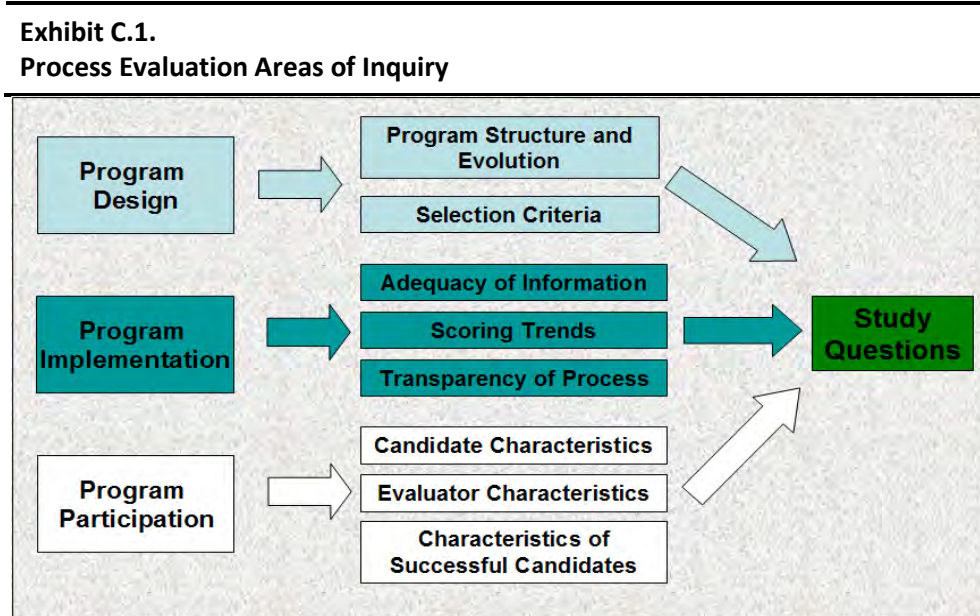 Exhibit C.1.
Process Evaluation Areas of Inquiry
Program
Design
Program Structure and
Evolution
Selection Criteria
Program
Implementation
Adequacy of Information
Scoring Trends
Transparency of Process
Study
Questions
Program
Participation
Candidate Characteristics
Evaluator Characteristics
Characteristics of
Successful Candidates